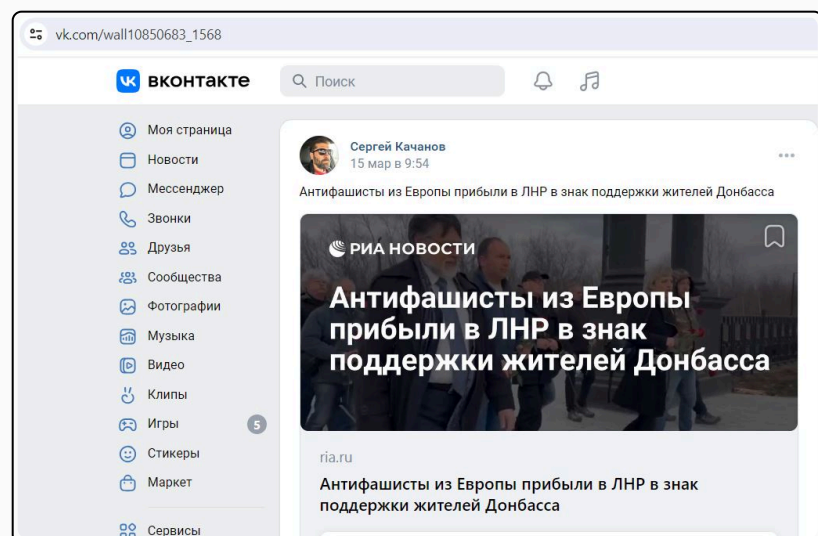 vk.com/wall10850683_1568
вконтакте
Поиск
Моя страница
Новости
Мессенджер
Звонки
Друзья
Сообщества
Фотографии
Музыка
Видео
Клипы
Игры
5
Стикеры
Маркет
Сервисы
Сергей Качанов
15 мар в 9:54
Антифашисты из Европы прибыли в ЛНР в знак поддержки жителей Донбасса
РИА НОВОСТИ
Антифашисты из Европы
прибыли в ЛНР в знак
поддержки жителей Донбасса
ria.ru
Антифашисты из Европы прибыли в ЛНР в знак
поддержки жителей Донбасса